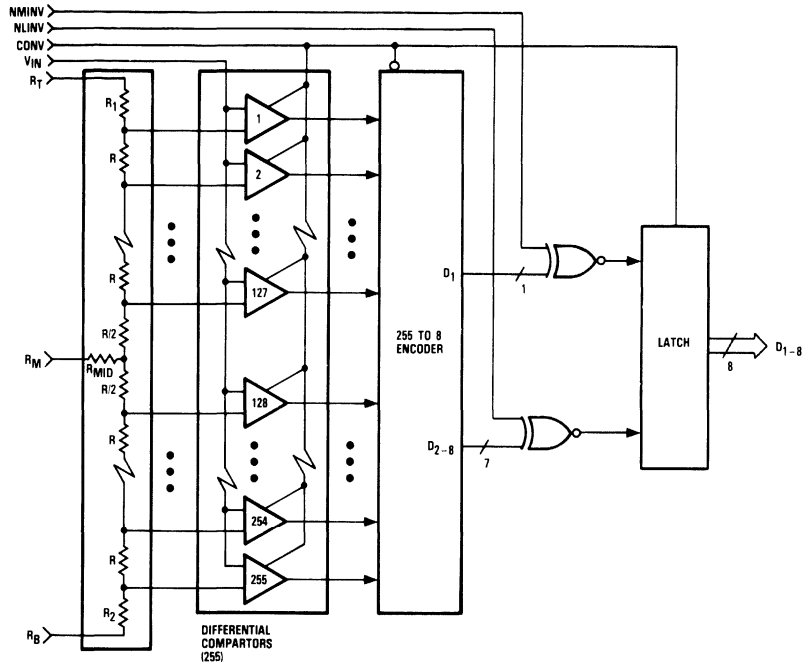 NMINV
NLINV
CONV
VIN
RT
R1
R
R
R/2
RM
RMID
R/2
R
R
R2
RB
1
2
127
128
254
255
DIFFERENTIAL
COMPARTORS
(255)
255 TO 8
ENCODER
D1
1
D2-8
7
LATCH
8
D1-8